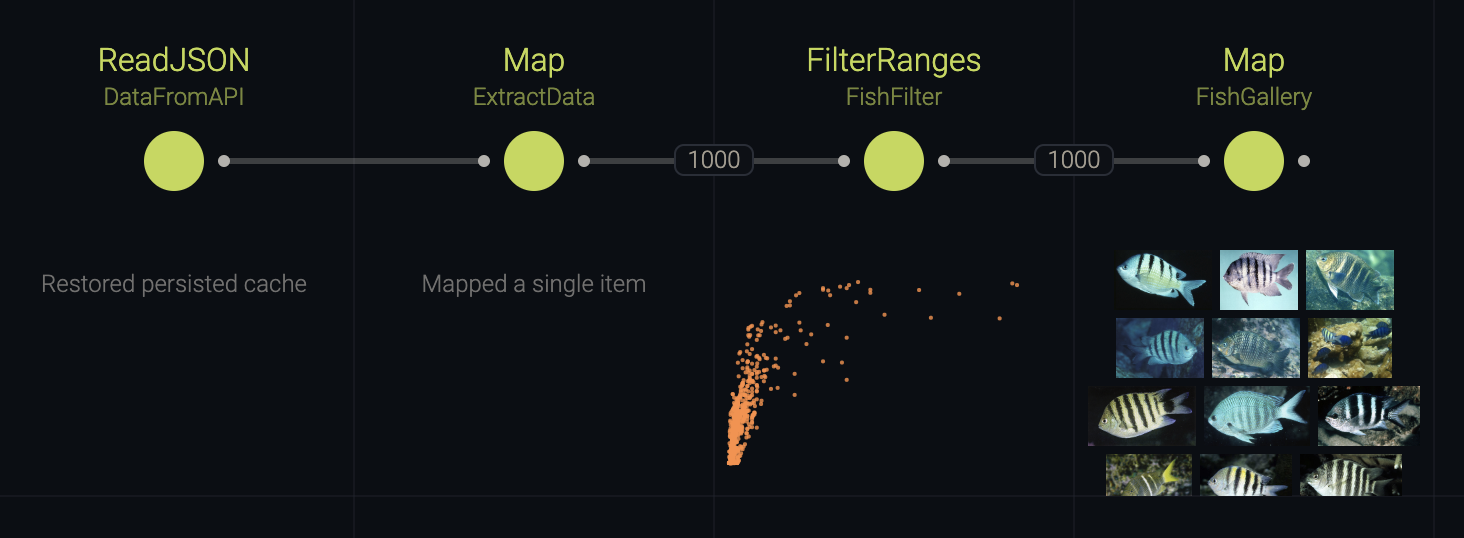 ReadJSON
DataFromAPI
Map
ExtractData
FilterRanges
FishFilter
Map
FishGallery
1000
1000
Restored persisted cache
Mapped a single item